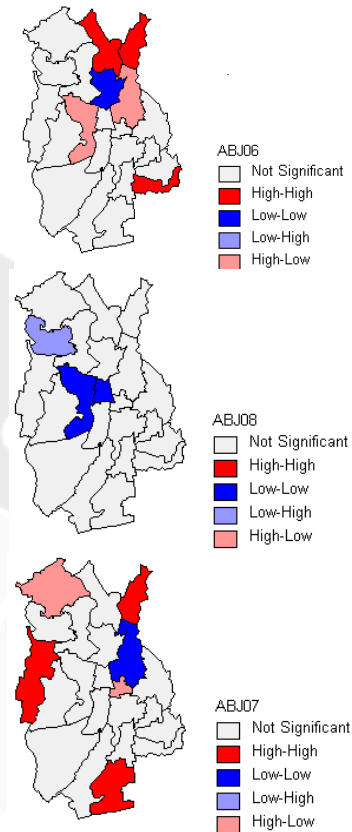 ABJ06
Not Significant
High-High
Low-Low
Low-High
High-Low
ABJ08
Not Significant
High-High
Low-Low
Low-High
High-Low
ABJ07
Not Significant
High-High
Low-Low
Low-High
High-Low